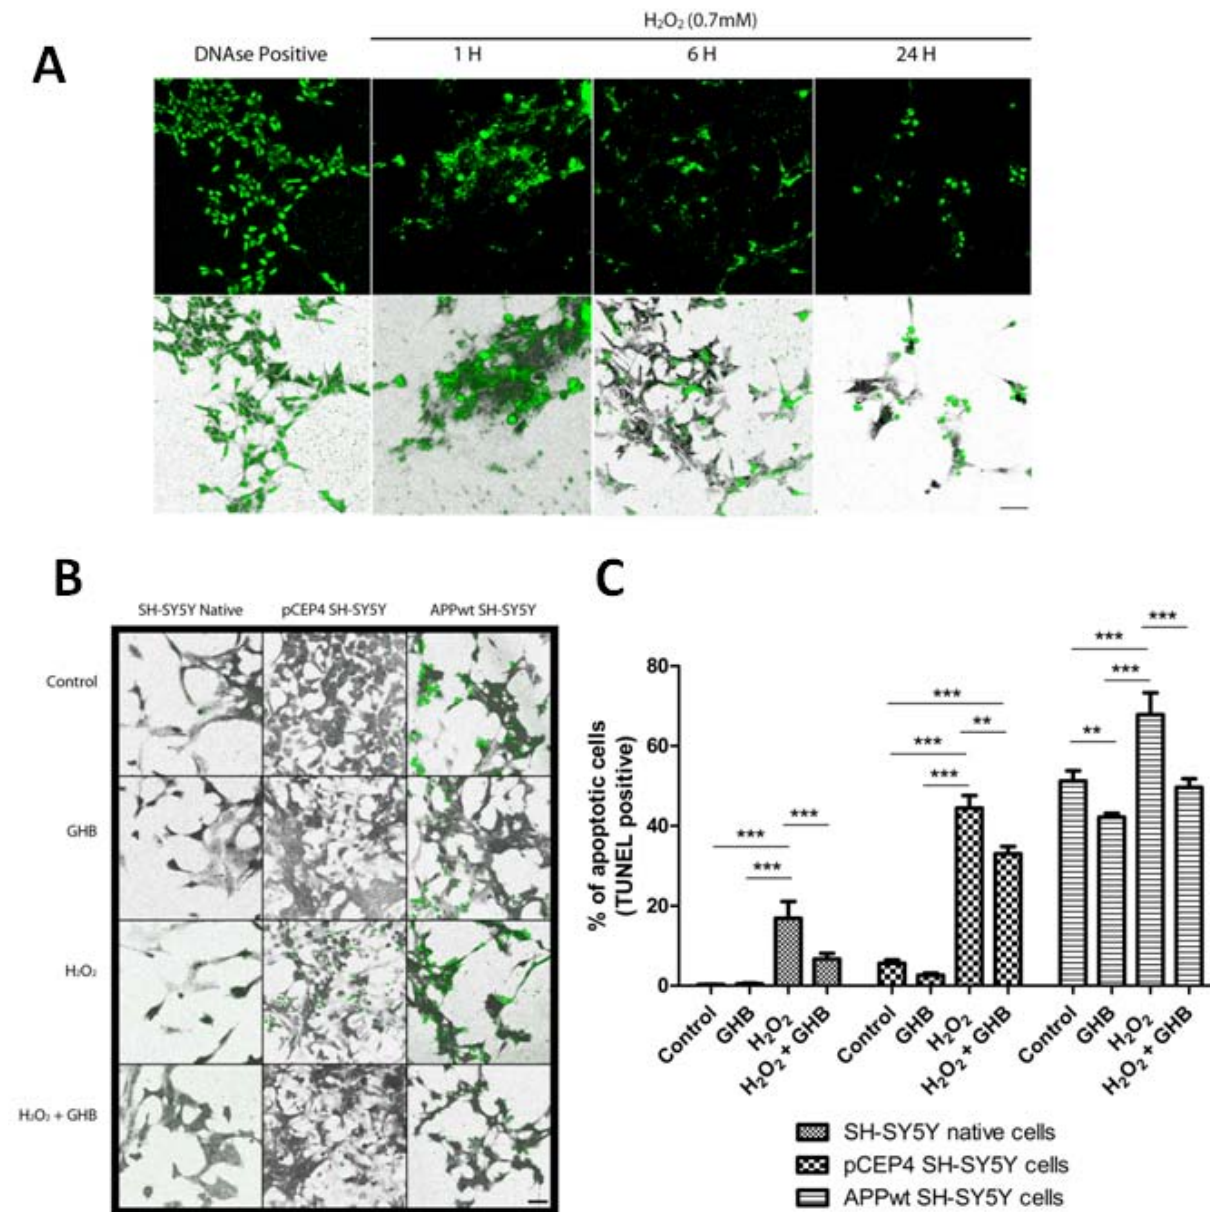 A
H₂O₂ (0.7mM)
DNAse Positive 1 H 6 H 24 H
B
SH-SY5Y Native pCEP4 SH-SY5Y APPwt SH-SY5Y
Control
GHB
H₂O₂
H₂O₂ + GHB
C
% of apoptotic cells
(TUNEL positive)
80
60
40
20
0
*** *** ***
*** *** *** ** ***
** *** *** ***
Control GHB H₂O₂ H₂O₂ + GHB Control GHB H₂O₂ H₂O₂ + GHB Control GHB H₂O₂ H₂O₂ + GHB
SH-SY5Y native cells
pCEP4 SH-SY5Y cells
APPwt SH-SY5Y cells